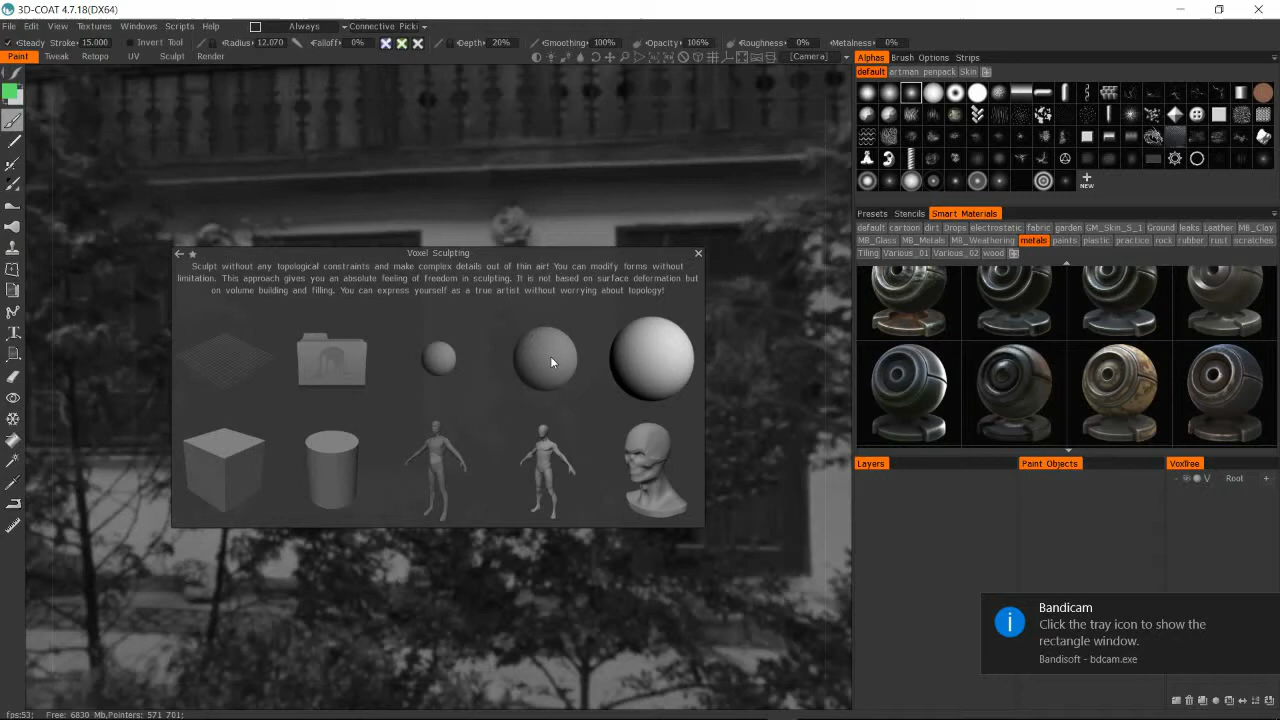 3D-COAT 4.7.18(DX64)
File Edit View Textures Windows Scripts Help Always Connective Picki
Steady Stroke 15.000 Invert Tool Radius:12.070 Falloff: 0% Depth: 20% Smoothing: 100% Opacity: 106% Roughness: 0% Metalness: 0%
Paint Tweak Retopo UV Sculpt Render [Camera]
Alphas Brush Options Strips
default artman penpack Skin
NEW
Presets Stencils Smart Materials
default cartoon dirt Drops electrostatic fabric garden GM_Skin_S_1 Ground leaks Leather MB_Clay
MB_Glass MB_Metals MB_Weathering metals paints plastic practice rock rubber rust scratches
Tiling Various_01 Various_02 wood
Voxel Sculpting
Sculpt without any topological constraints and make complex details out of thin air! You can modify forms without
limitation. This approach gives you an absolute feeling of freedom in sculpting. It is not based on surface deformation but
on volume building and filling. You can express yourself as a true artist without worrying about topology!
Layers Paint Objects VoxTree
V Root +
Bandicam
Click the tray icon to show the
rectangle window.
Bandisoft - bdcam.exe
fps:53; Free: 6830 Mb,Pointers: 571 701;